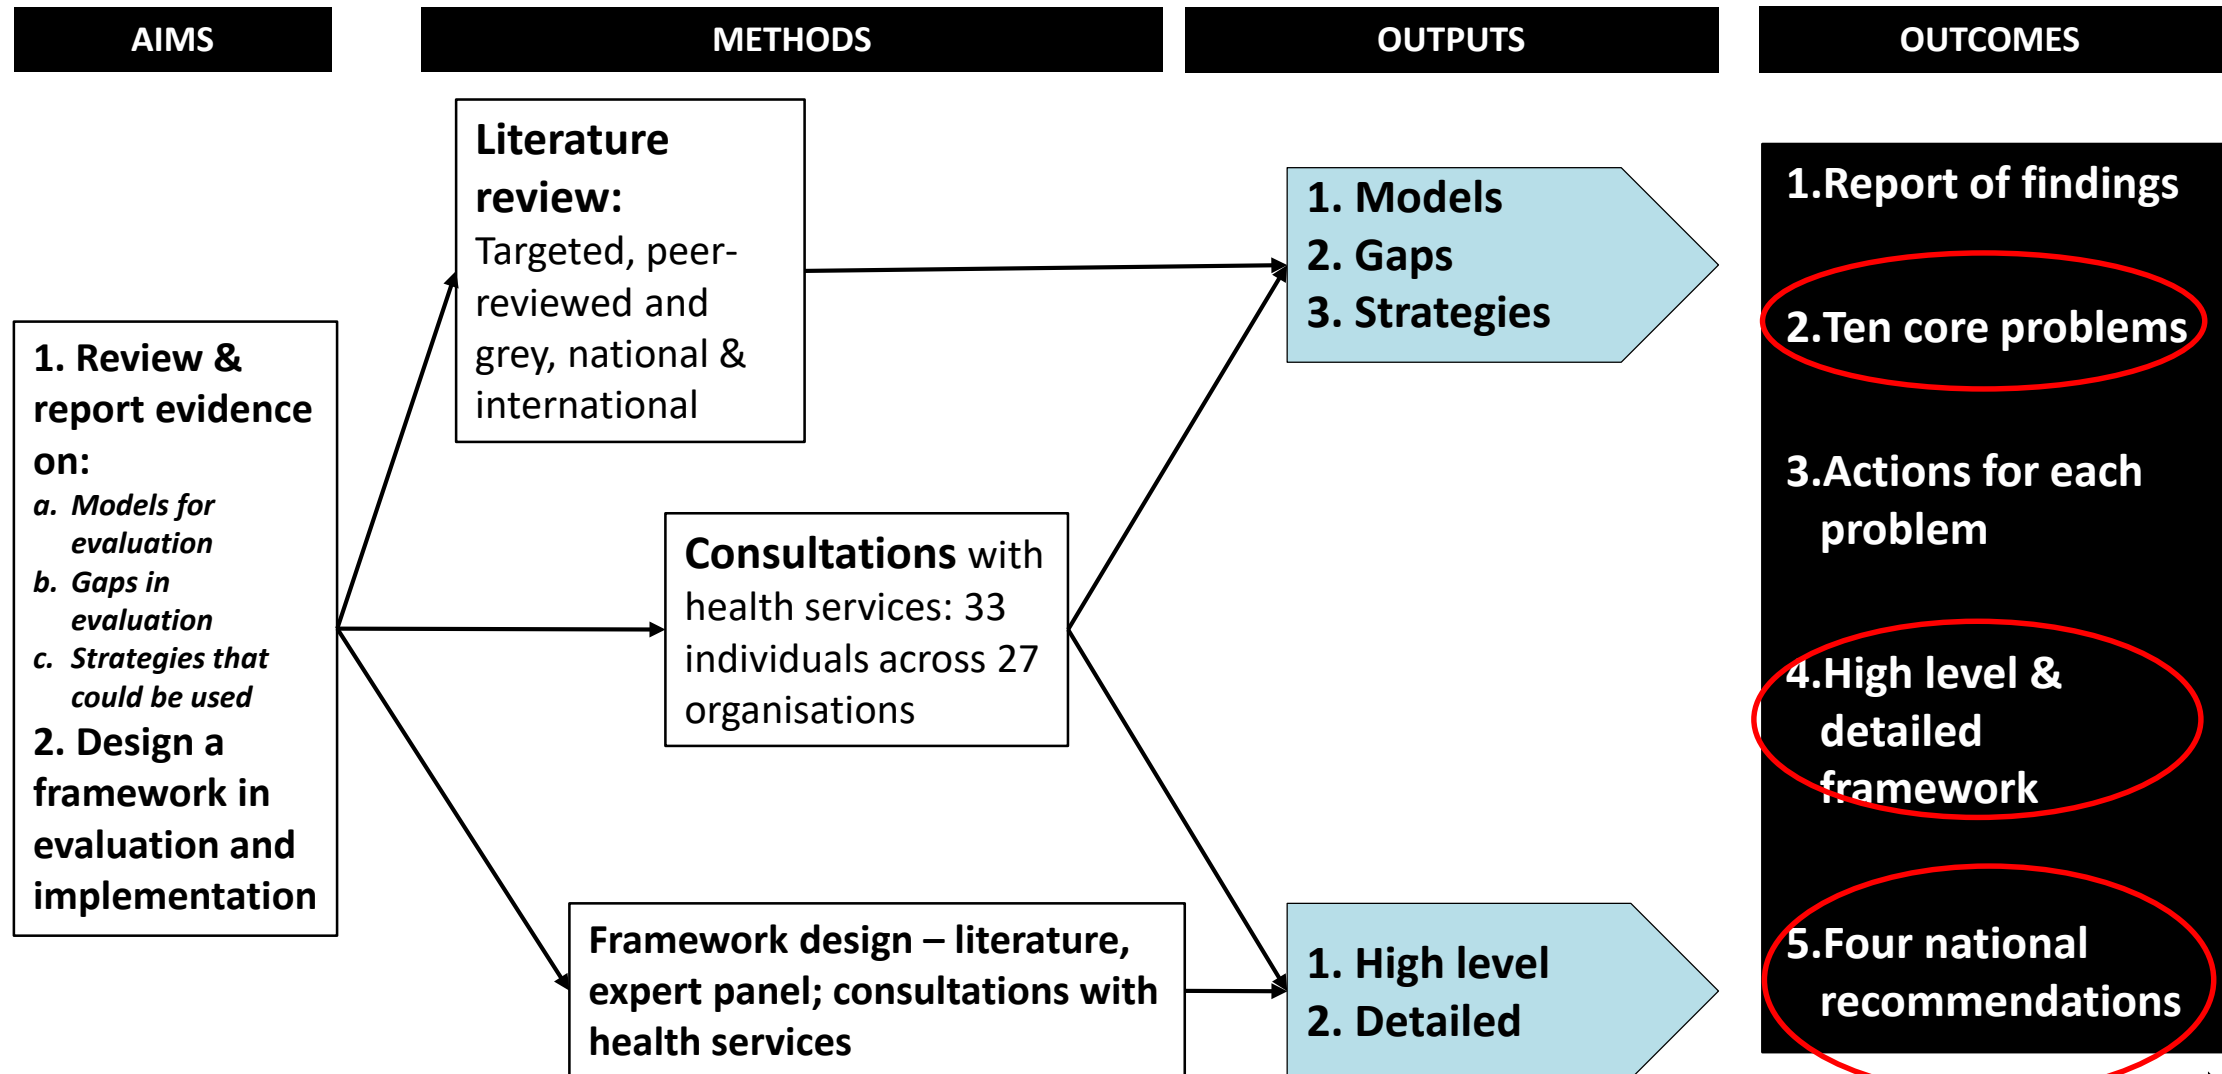 AIMS
METHODS
OUTPUTS
OUTCOMES
1. Review &
report evidence
on:
a. Models for
evaluation
b. Gaps in
evaluation
c. Strategies that
could be used
2. Design a
framework in
evaluation and
implementation
Literature
review:
Targeted, peer-
reviewed and
grey, national &
international
Consultations with
health services: 33
individuals across 27
organisations
Framework design – literature,
expert panel; consultations with
health services
1. Models
2. Gaps
3. Strategies
1. High level
2. Detailed
1.Report of findings
2.Ten core problems
3.Actions for each
problem
4.High level &
detailed
framework
5.Four national
recommendations